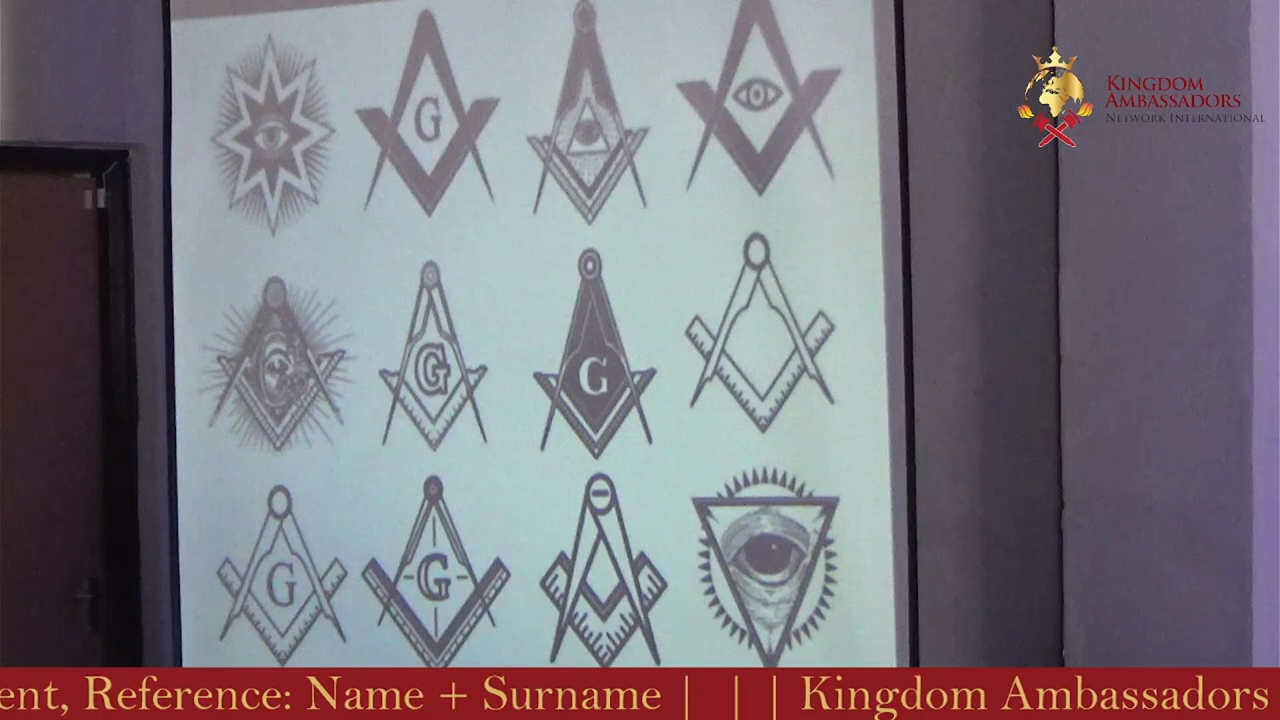 G
KINGDOM
AMBASSADORS
NETWORK INTERNATIONAL
G
G
G
G
ent, Reference: Name + Surname | | | Kingdom Ambassadors